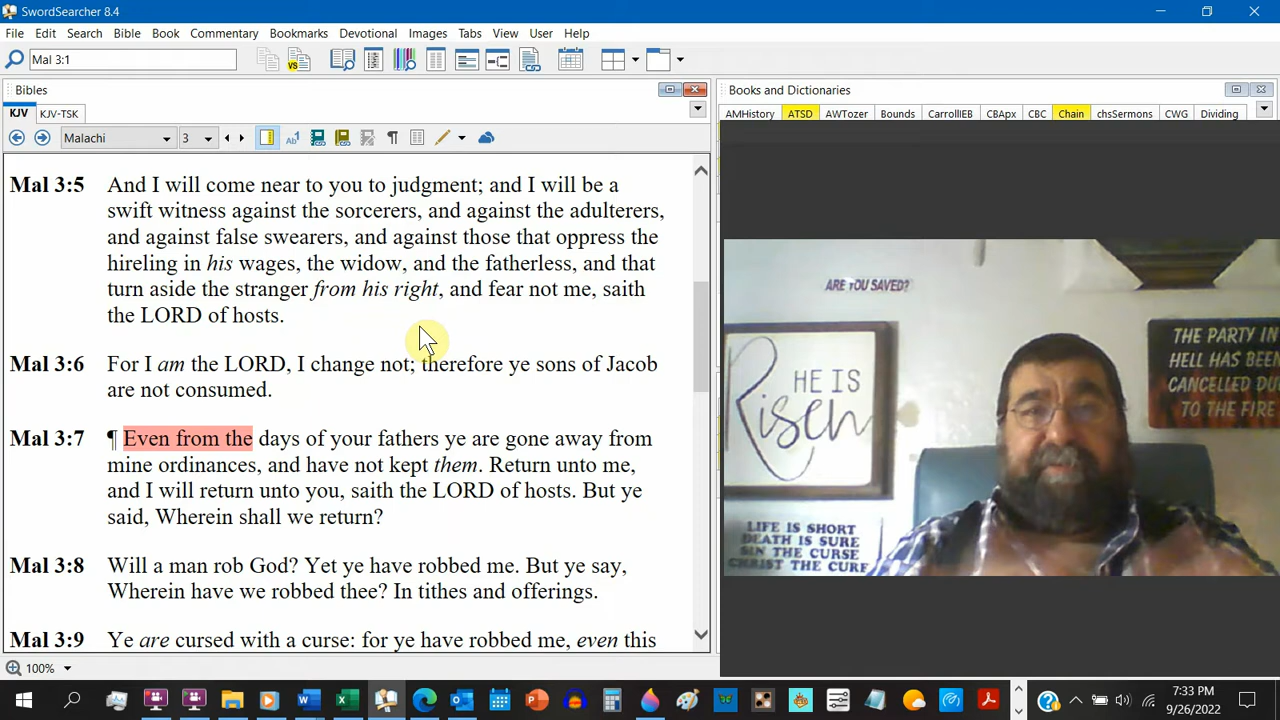 SwordSearcher 8.4
File Edit Search Bible Book Commentary Bookmarks Devotional Images Tabs View User Help
Mal 3:1
Bibles
KJV KJV-TSK
Malachi 3
Mal 3:5 And I will come near to you to judgment; and I will be a
swift witness against the sorcerers, and against the adulterers,
and against false swearers, and against those that oppress the
hireling in his wages, the widow, and the fatherless, and that
turn aside the stranger from his right, and fear not me, saith
the LORD of hosts.
Mal 3:6 For I am the LORD, I change not; therefore ye sons of Jacob
are not consumed.
Mal 3:7 ¶ Even from the days of your fathers ye are gone away from
mine ordinances, and have not kept them. Return unto me,
and I will return unto you, saith the LORD of hosts. But ye
said, Wherein shall we return?
Mal 3:8 Will a man rob God? Yet ye have robbed me. But ye say,
Wherein have we robbed thee? In tithes and offerings.
Mal 3:9 Ye are cursed with a curse: for ye have robbed me, even this
100%
Books and Dictionaries
AMHistory ATSD AWTozer Bounds CarrollEB CBApx CBC Chain chsSermons CWG Dividing
ARE YOU SAVED?
HE IS
Risen
THE PARTY IN
HELL HAS BEEN
CANCELLED DUE
TO THE FIRE
LIFE IS SHORT
DEATH IS SURE
SIN THE CURSE
CHRIST THE CURE
7:33 PM
9/26/2022